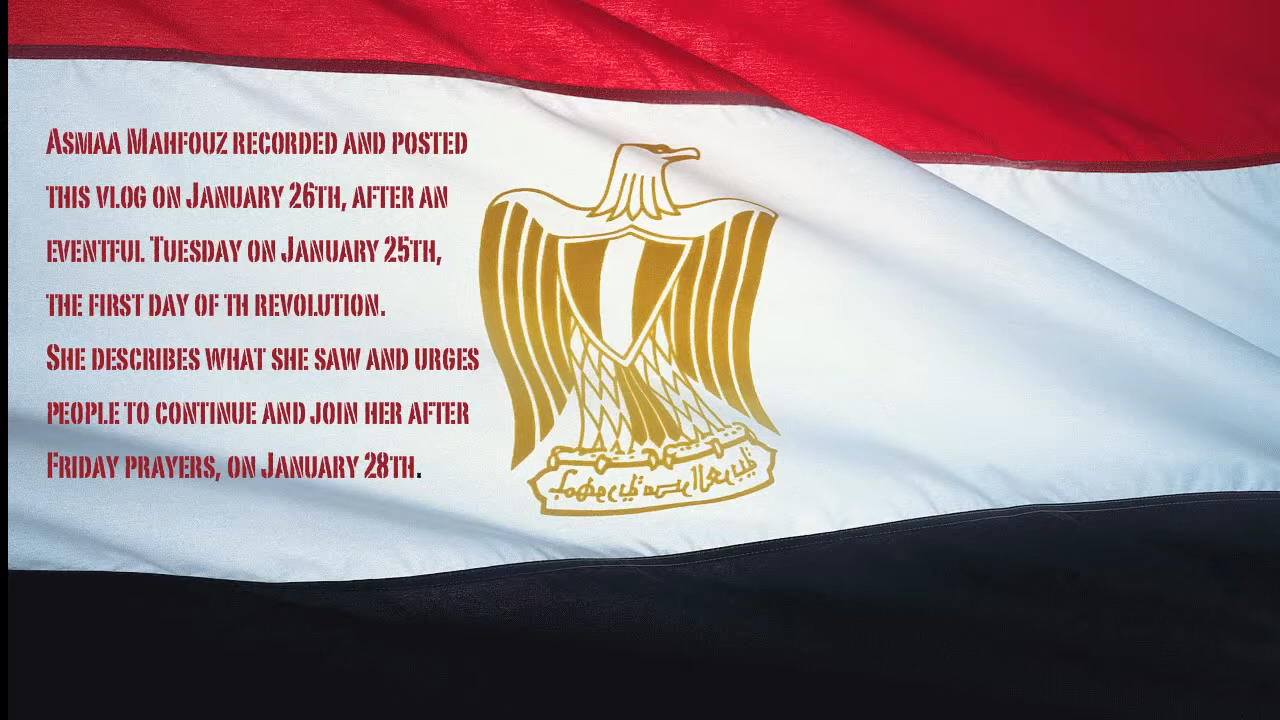 Asmaa Mahfouz recorded and posted
this vlog on January 26th, after an
eventful Tuesday on January 25th,
the first day of th revolution.
She describes what she saw and urges
people to continue and join her after
Friday prayers, on January 28th.